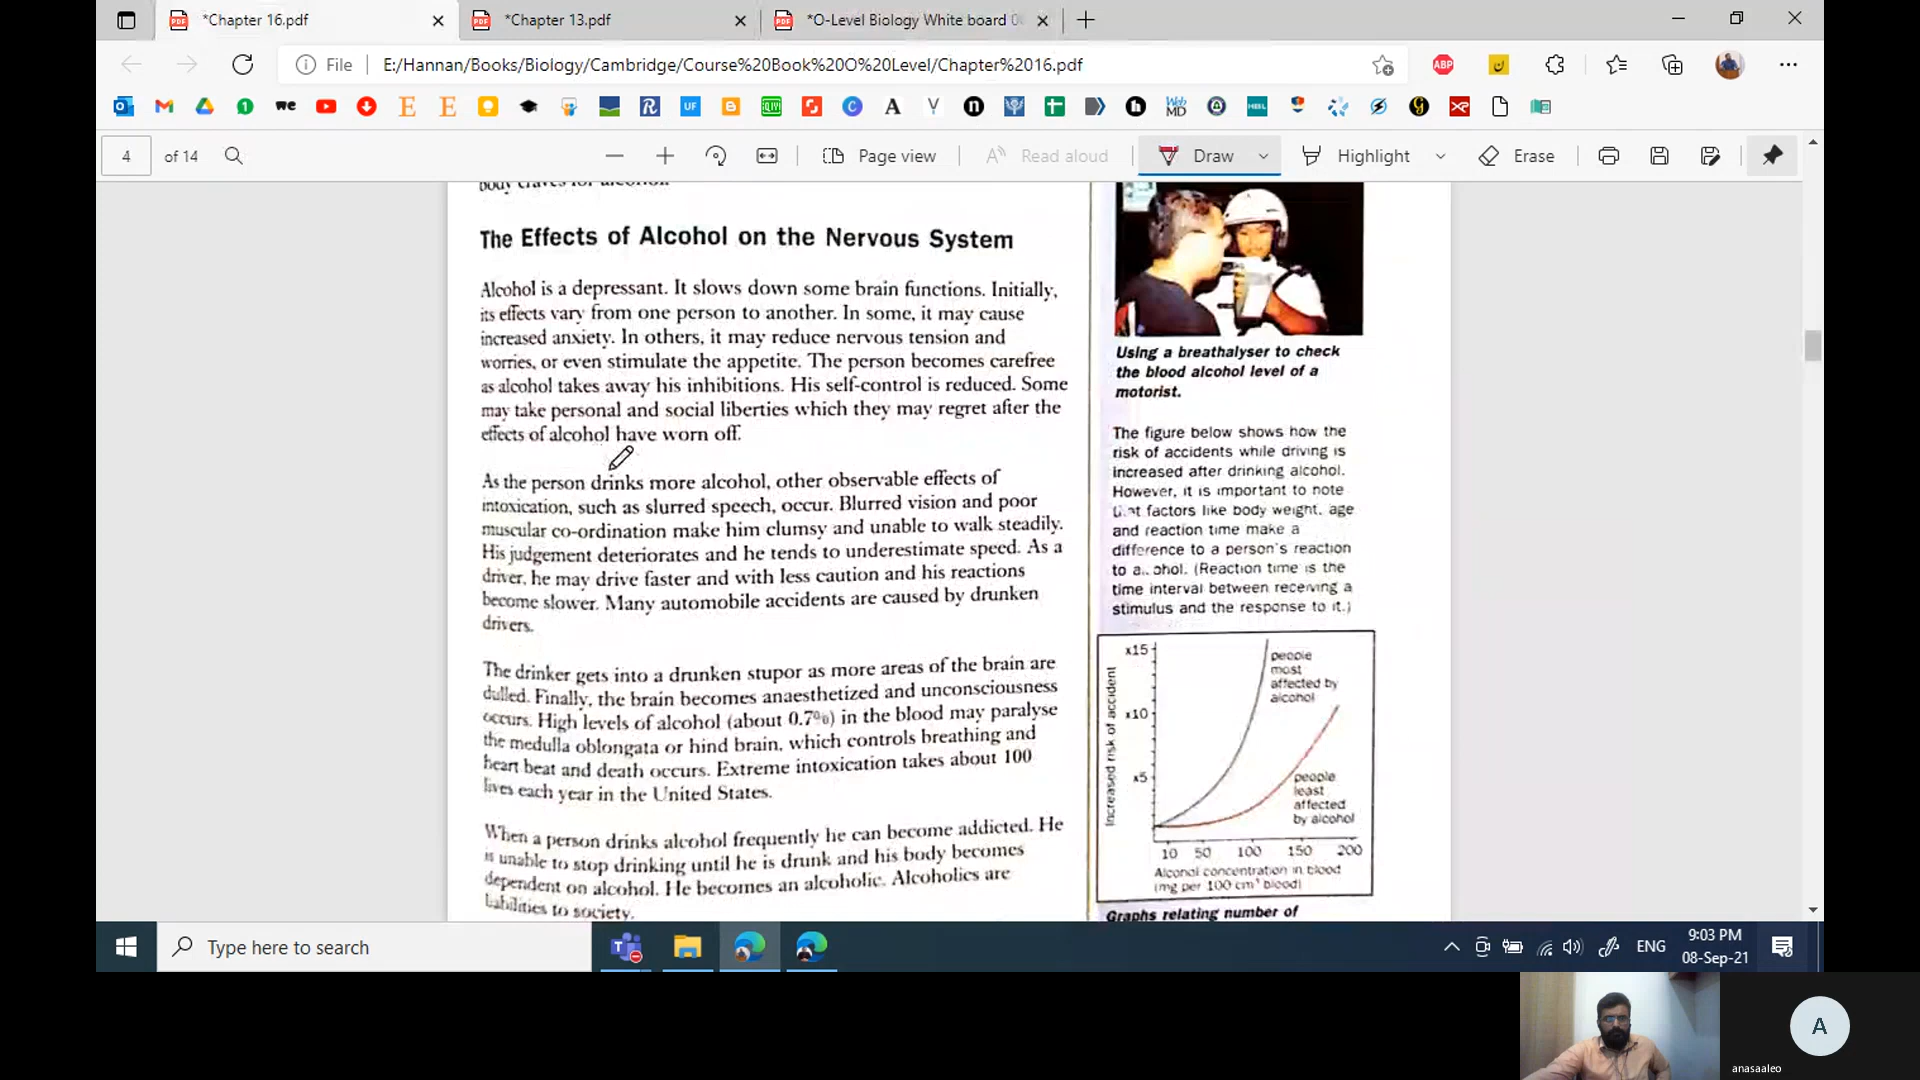 *Chapter 16.pdf
*Chapter 13.pdf
*O-Level Biology White board
File
E:/Hannan/Books/Biology/Cambridge/Course%20Book%20O%20Level/Chapter%2016.pdf
ABP
4 of 14
Page view
Read aloud
Draw
Highlight
Erase
body craves for alcohol.
The Effects of Alcohol on the Nervous System
Alcohol is a depressant. It slows down some brain functions. Initially,
its effects vary from one person to another. In some, it may cause
increased anxiety. In others, it may reduce nervous tension and
worries, or even stimulate the appetite. The person becomes carefree
as alcohol takes away his inhibitions. His self-control is reduced. Some
may take personal and social liberties which they may regret after the
effects of alcohol have worn off.
As the person drinks more alcohol, other observable effects of
intoxication, such as slurred speech, occur. Blurred vision and poor
muscular co-ordination make him clumsy and unable to walk steadily.
His judgement deteriorates and he tends to underestimate speed. As a
driver, he may drive faster and with less caution and his reactions
become slower. Many automobile accidents are caused by drunken
drivers.
The drinker gets into a drunken stupor as more areas of the brain are
dulled. Finally, the brain becomes anaesthetized and unconsciousness
occurs. High levels of alcohol (about 0.7%) in the blood may paralyse
the medulla oblongata or hind brain, which controls breathing and
heart beat and death occurs. Extreme intoxication takes about 100
lives each year in the United States.
When a person drinks alcohol frequently he can become addicted. He
is unable to stop drinking until he is drunk and his body becomes
dependent on alcohol. He becomes an alcoholic. Alcoholics are
liabilities to society.
Using a breathalyser to check
the blood alcohol level of a
motorist.
The figure below shows how the
risk of accidents while driving is
increased after drinking alcohol.
However, it is important to note
that factors like body weight, age
and reaction time make a
difference to a person's reaction
to alcohol. (Reaction time is the
time interval between receiving a
stimulus and the response to it.)
Increased risk of accident
x15
x10
x5
people
most
affected by
alcohol
people
least
affected
by alcohol
10 50 100 150 200
Alcohol concentration in blood
(mg per 100 cm³ blood)
Graphs relating number of
Type here to search
ENG
9:03 PM
08-Sep-21
A
anasaaleo